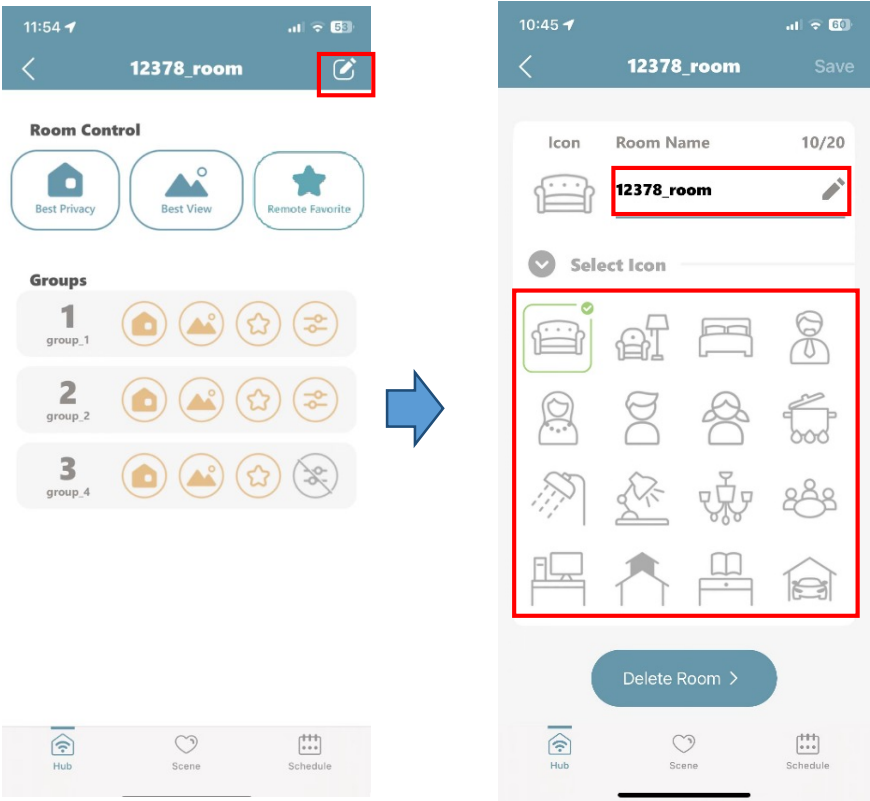 11:54
53
12378_room
Room Control
Best Privacy
Best View
Remote Favorite
Groups
1
group_1
2
group_2
3
group_4
Hub
Scene
Schedule
10:45
60
12378_room
Save
Icon
Room Name
10/20
12378_room
Select Icon
Delete Room >
Hub
Scene
Schedule